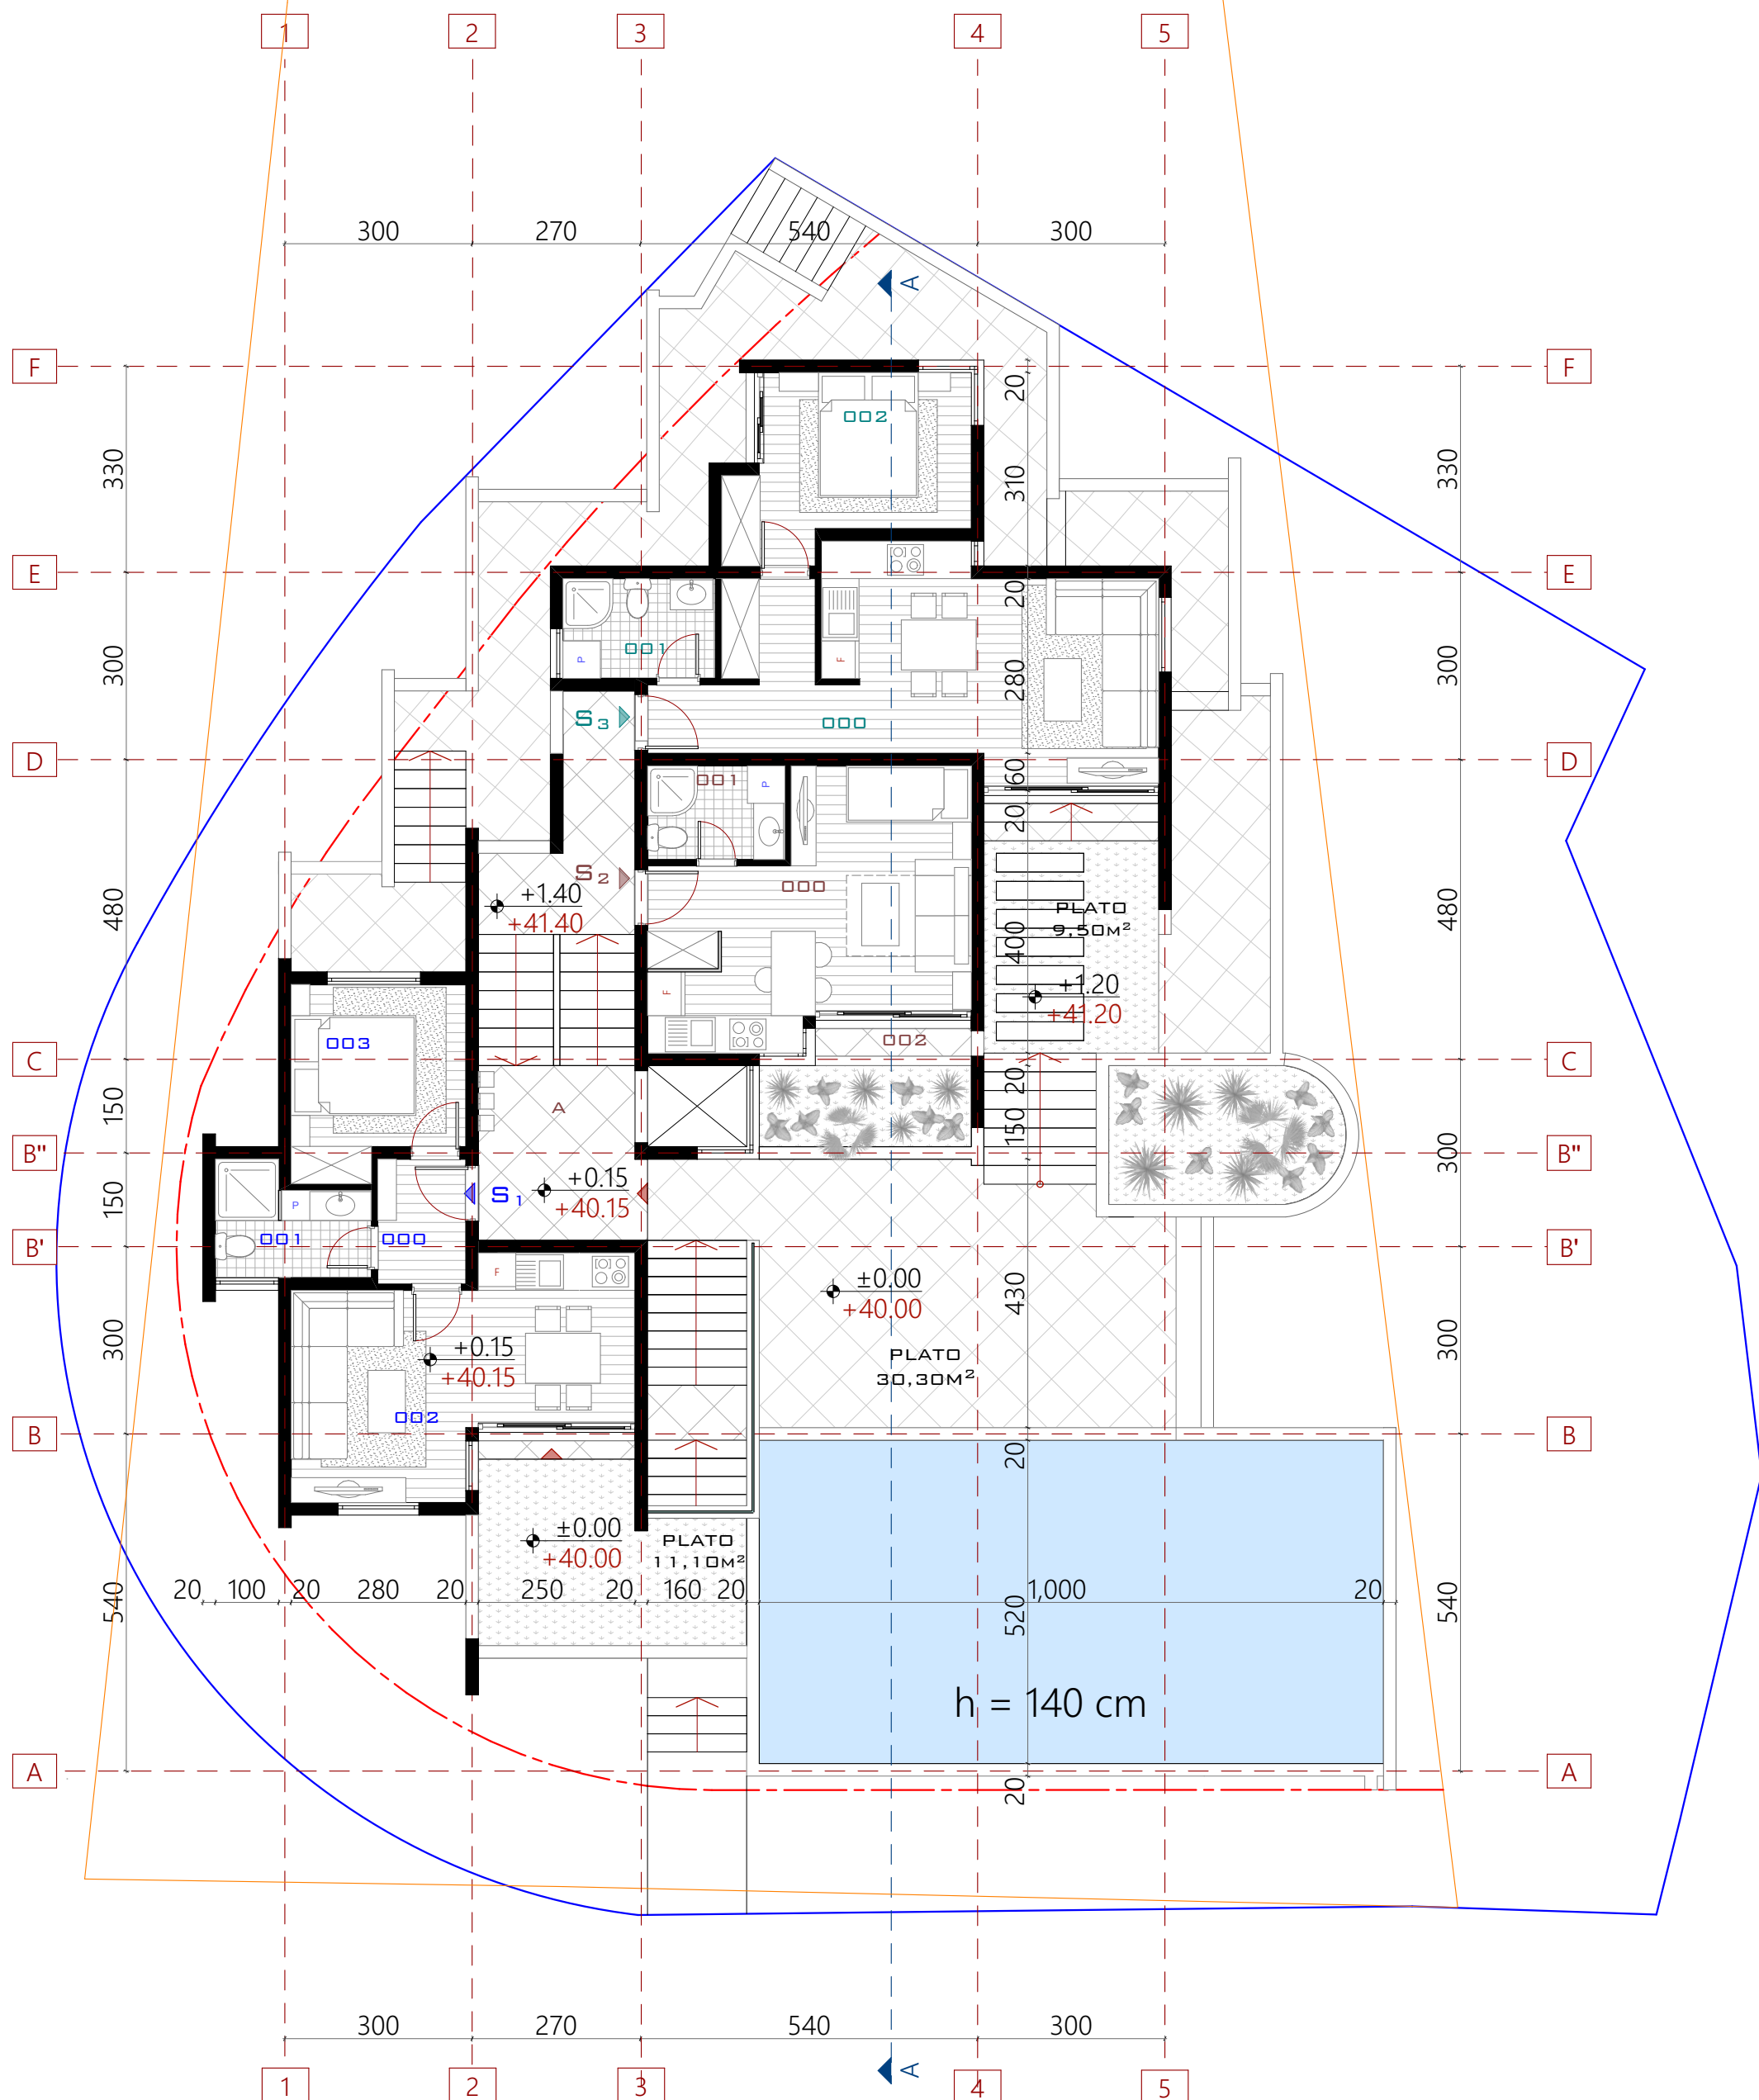 1 2 3 4 5
300 270 540 300
A
F F
20
002
330 310 330
E E
20
001 P F
300 280 300
S3 000
D D
60
001 P
20
S2 000
+1.40
+41.40
480 400 480
PLATO
9,50M²
F
+1.20
+41.20
003 002
C C
20
A
150 150 300
B" B"
+0.15
+40.15
S1
150 P
001 000
B' B'
F
±0.00
+40.00
430
300 300
+0.15
+40.15
PLATO
30,30M²
002
B B
20
±0.00
+40.00
PLATO
11,10M²
20 100 20 280 20 250 20 160 20 1,000 20
540 520 540
h = 140 cm
A A
20
300 270 540 300
A
1 2 3 4 5